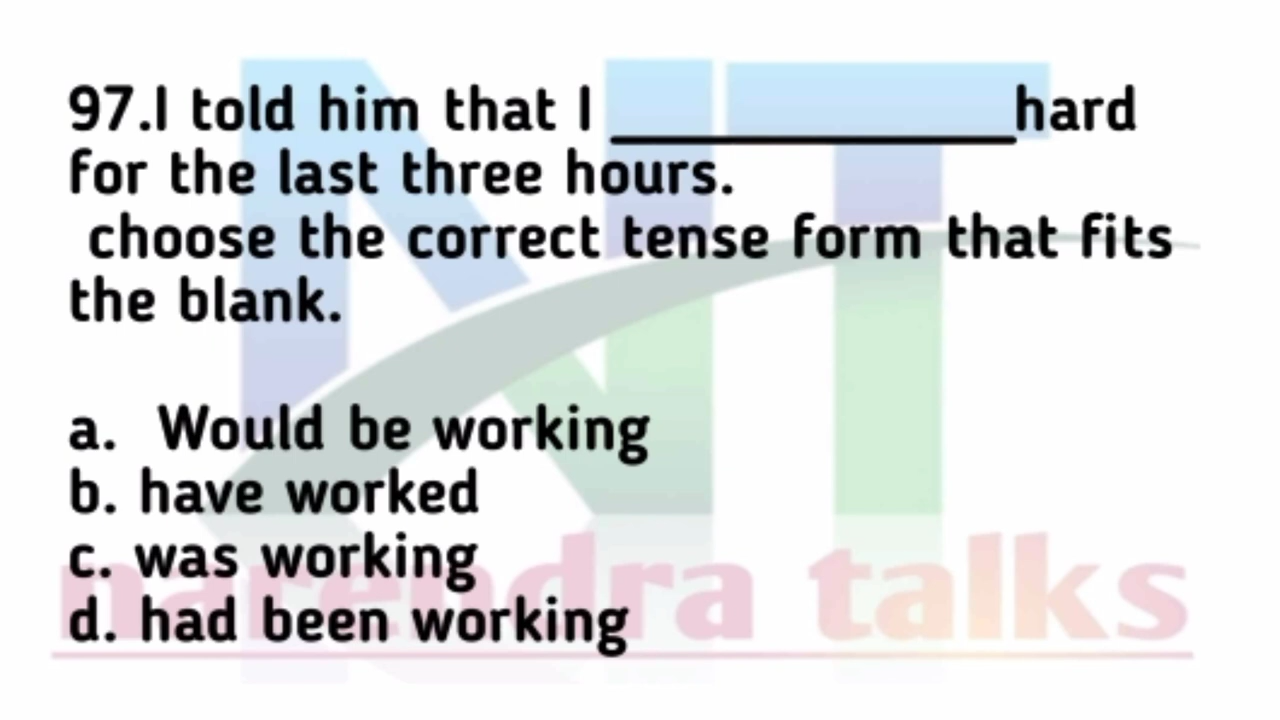 97.I told him that I ______________hard
for the last three hours.
choose the correct tense form that fits
the blank.
a. Would be working
b. have worked
c. was working
d. had been working
NT
narendra talks